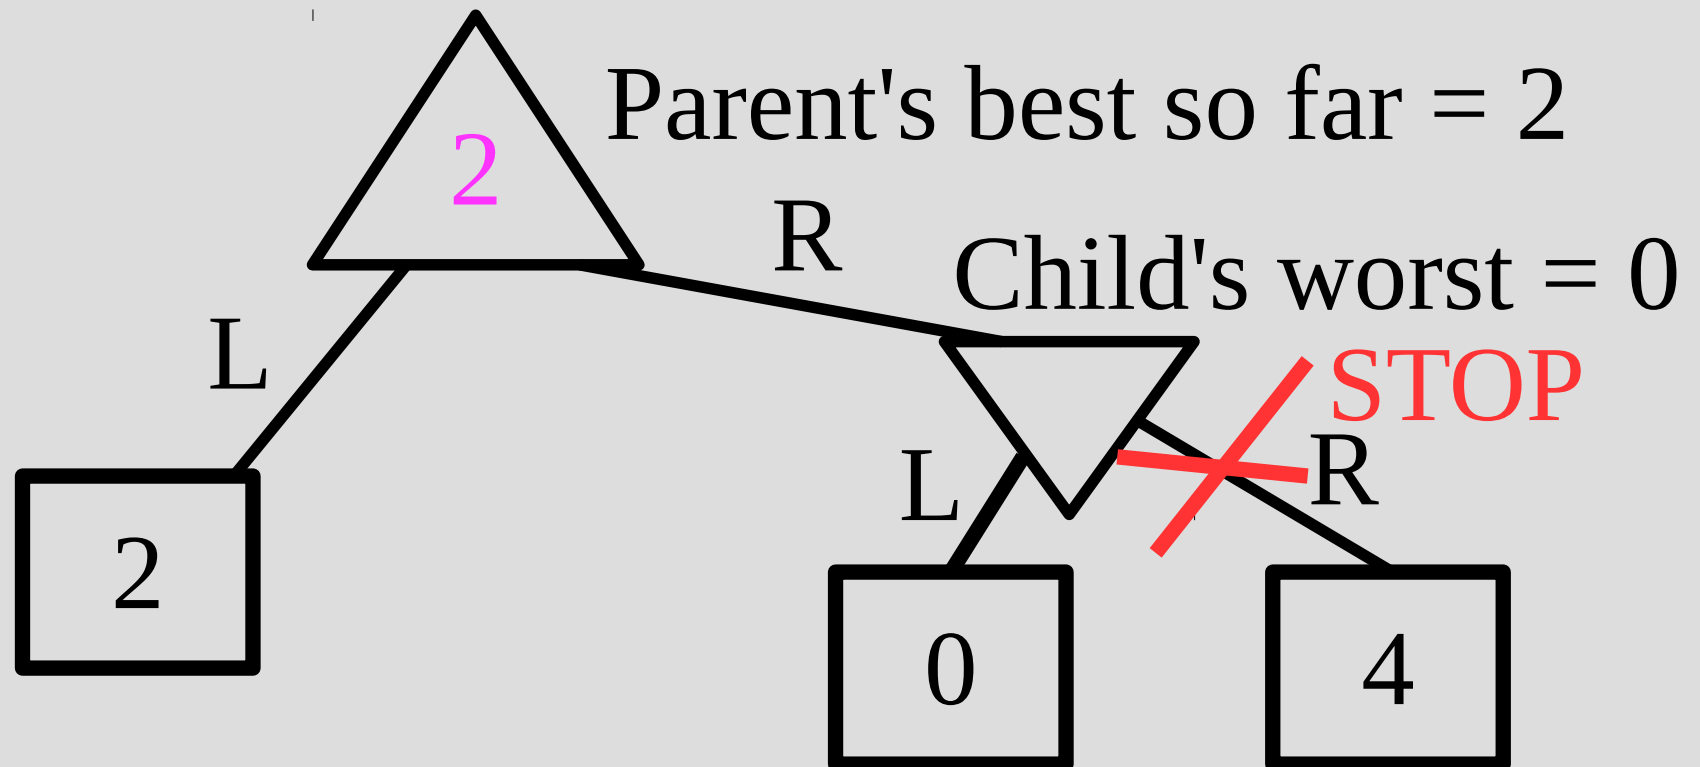 Parent's best so far = 2
2
R
Child's worst = 0
L
STOP
R
L
2
0
4